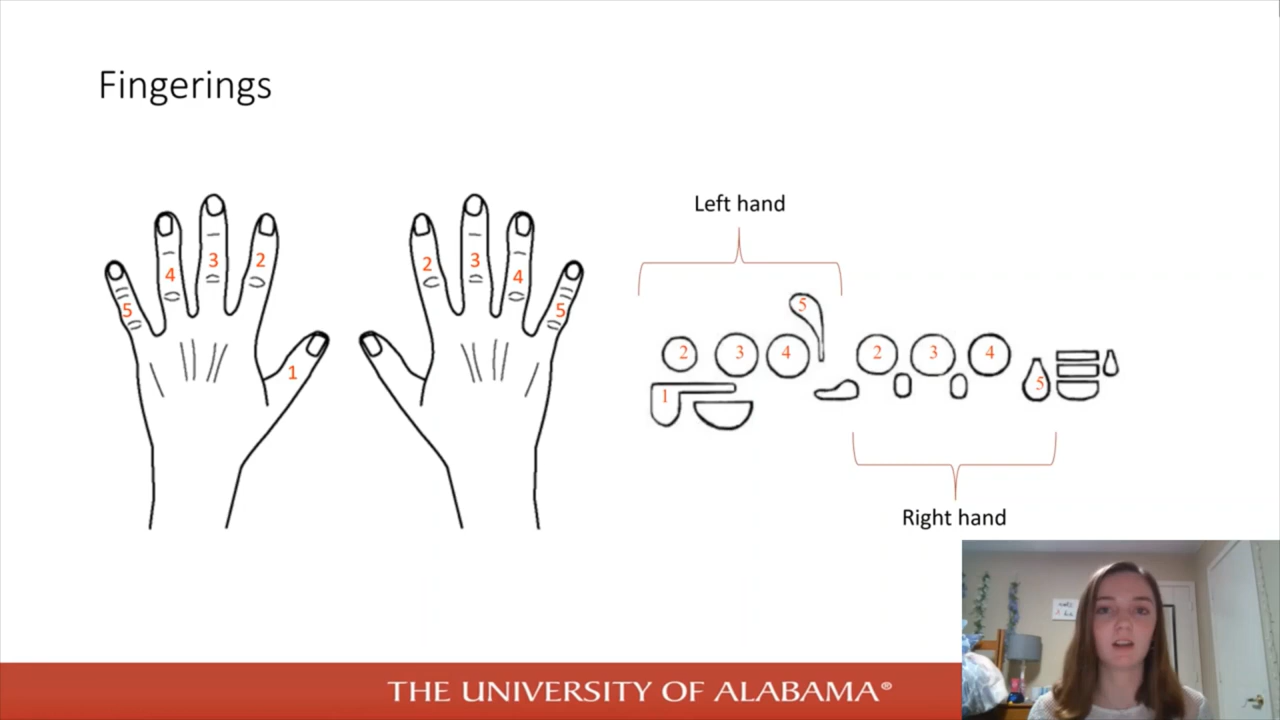 Fingerings
Left hand
5 4 3 2 1
2 3 4 5
2 3 4 5
1
2 3 4 5
Right hand
THE UNIVERSITY OF ALABAMA®